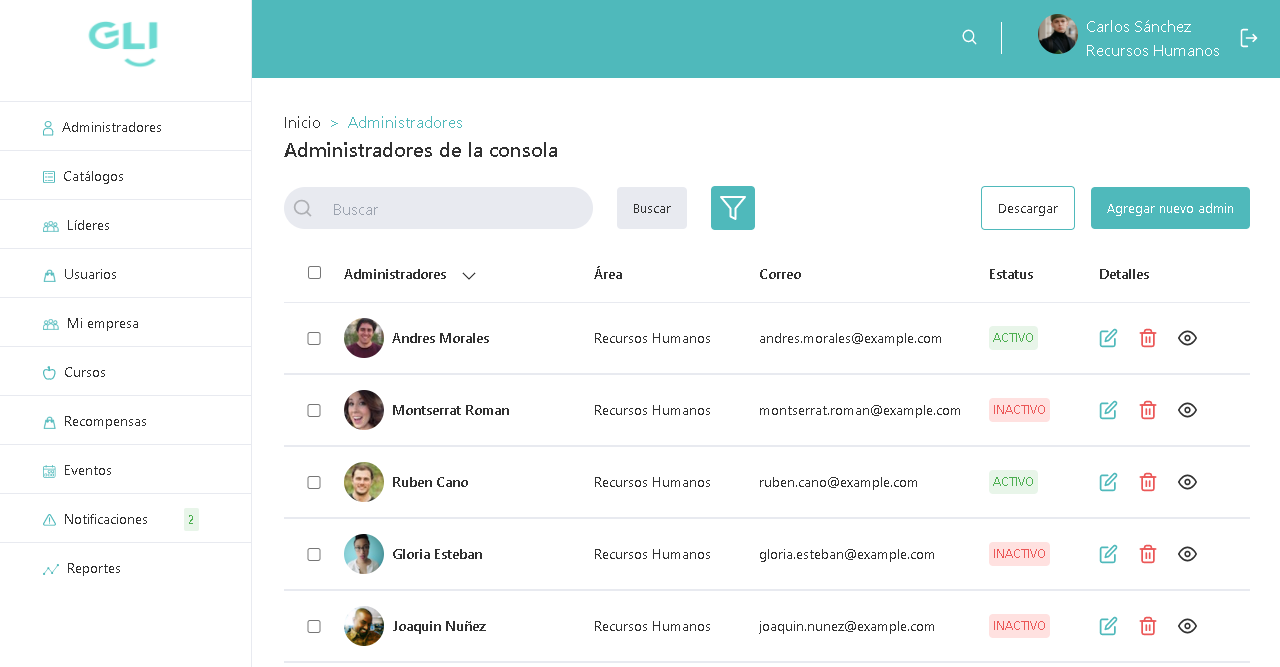 GLI
Carlos Sánchez
Recursos Humanos
Administradores
Catálogos
Líderes
Usuarios
Mi empresa
Cursos
Recompensas
Eventos
Notificaciones 2
Reportes
Inicio > Administradores
Administradores de la consola
Buscar Buscar Descargar Agregar nuevo admin
Administradores Área Correo Estatus Detalles
Andres Morales Recursos Humanos andres.morales@example.com ACTIVO
Montserrat Roman Recursos Humanos montserrat.roman@example.com INACTIVO
Ruben Cano Recursos Humanos ruben.cano@example.com ACTIVO
Gloria Esteban Recursos Humanos gloria.esteban@example.com INACTIVO
Joaquin Nuñez Recursos Humanos joaquin.nunez@example.com INACTIVO